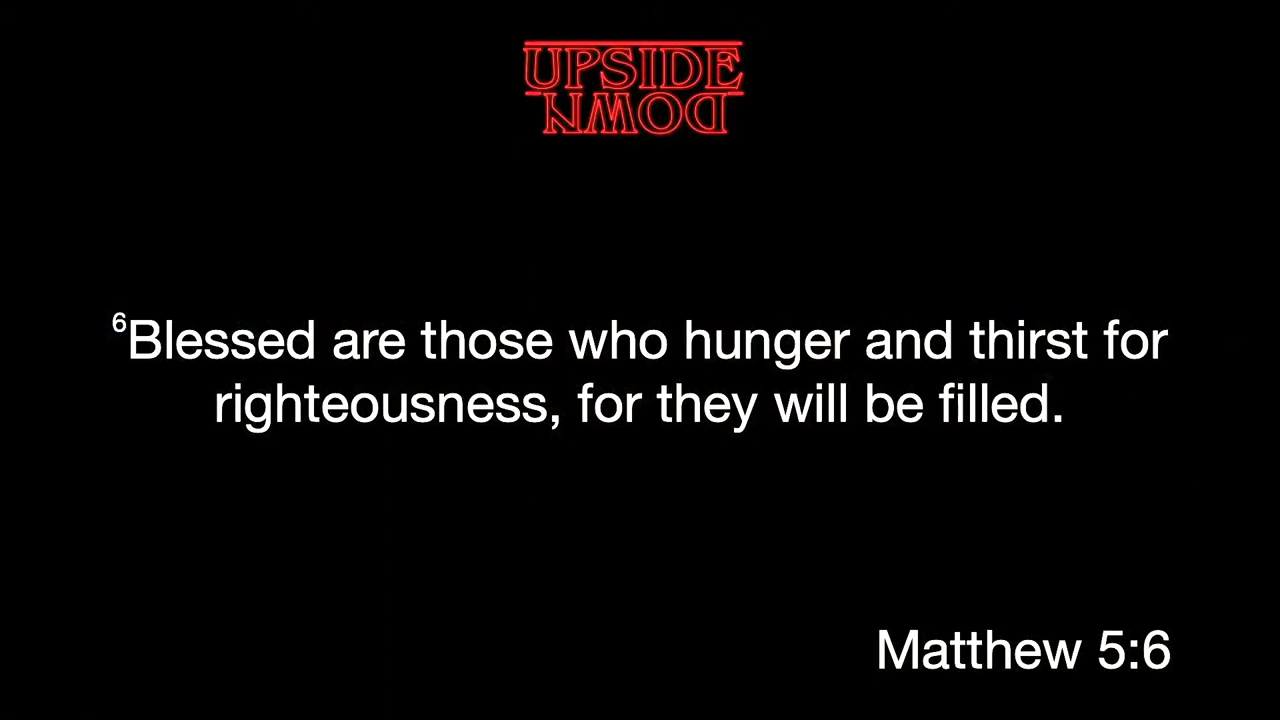 UPSIDE
DOWN
⁶Blessed are those who hunger and thirst for
righteousness, for they will be filled.
Matthew 5:6